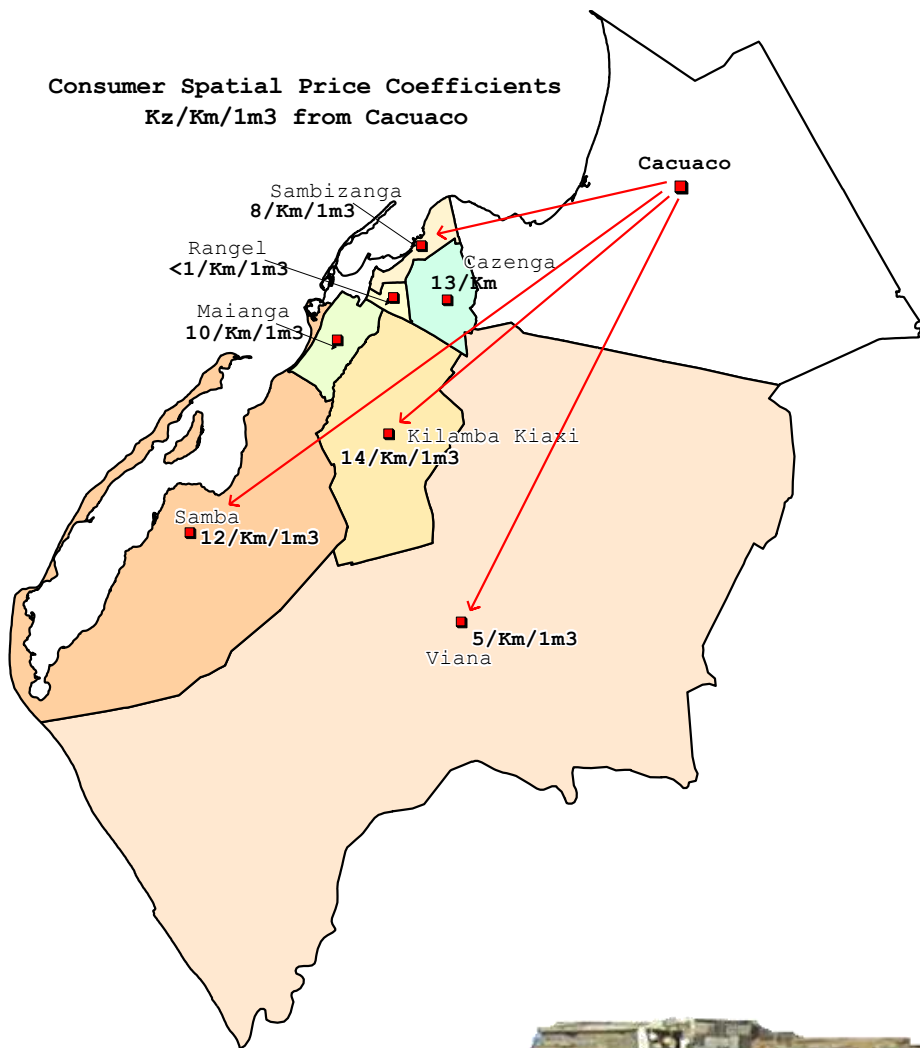 Consumer Spatial Price Coefficients
Kz/Km/1m3 from Cacuaco
Cacuaco
Sambizanga
8/Km/1m3
Rangel
<1/Km/1m3
Cazenga
13/Km
Maianga
10/Km/1m3
Kilamba Kiaxi
14/Km/1m3
Samba
12/Km/1m3
5/Km/1m3
Viana